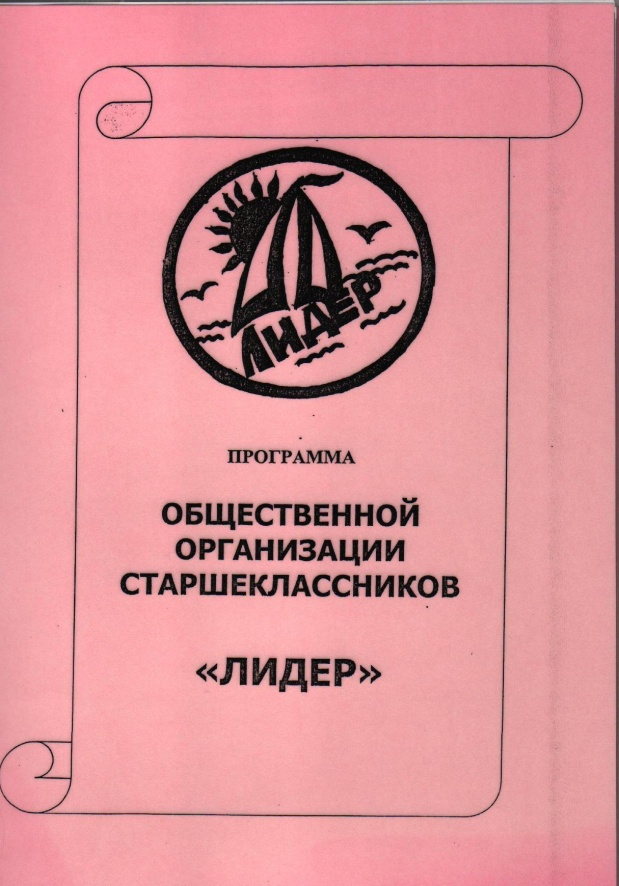 ЛИДЕР
ПРОГРАММА
ОБЩЕСТВЕННОЙ
ОРГАНИЗАЦИИ
СТАРШЕКЛАССНИКОВ
«ЛИДЕР»